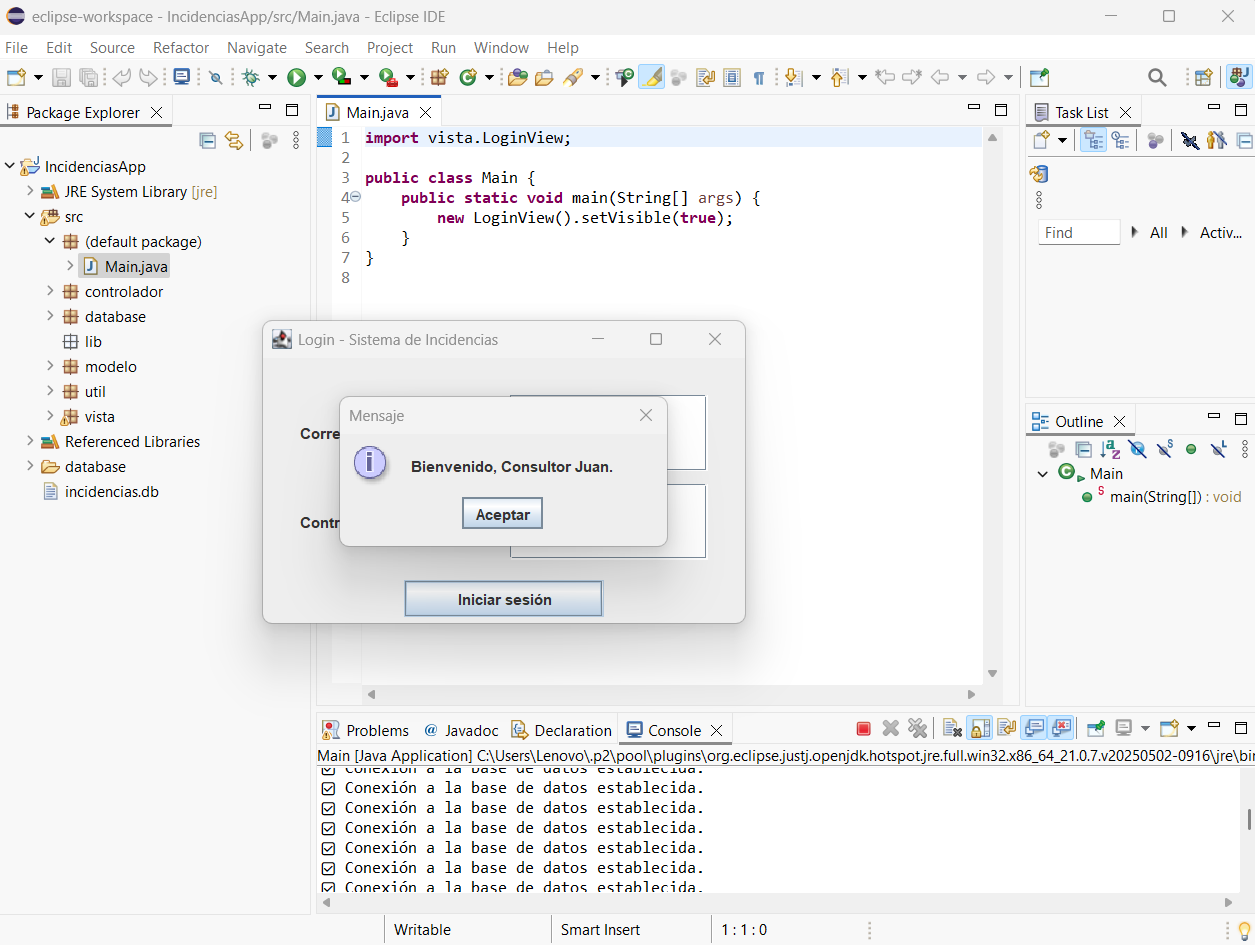 eclipse-workspace - IncidenciasApp/src/Main.java - Eclipse IDE
File Edit Source Refactor Navigate Search Project Run Window Help
Package Explorer
IncidenciasApp
JRE System Library [jre]
src
(default package)
Main.java
controlador
database
lib
modelo
util
vista
Referenced Libraries
database
incidencias.db
Main.java
1 import vista.LoginView;
2
3 public class Main {
4 public static void main(String[] args) {
5 new LoginView().setVisible(true);
6 }
7 }
8
Login - Sistema de Incidencias
Corre
Contr
Iniciar sesión
Mensaje
Bienvenido, Consultor Juan.
Aceptar
Task List
Find All Activ...
Outline
Main
main(String[]) : void
Problems @ Javadoc Declaration Console
Main [Java Application] C:\Users\Lenovo\.p2\pool\plugins\org.eclipse.justj.openjdk.hotspot.jre.full.win32.x86_64_21.0.7.v20250502-0916\jre\bin
Conexión a la base de datos establecida.
Conexión a la base de datos establecida.
Conexión a la base de datos establecida.
Conexión a la base de datos establecida.
Conexión a la base de datos establecida.
Conexión a la base de datos establecida.
Conexión a la base de datos establecida.
Writable Smart Insert 1 : 1 : 0